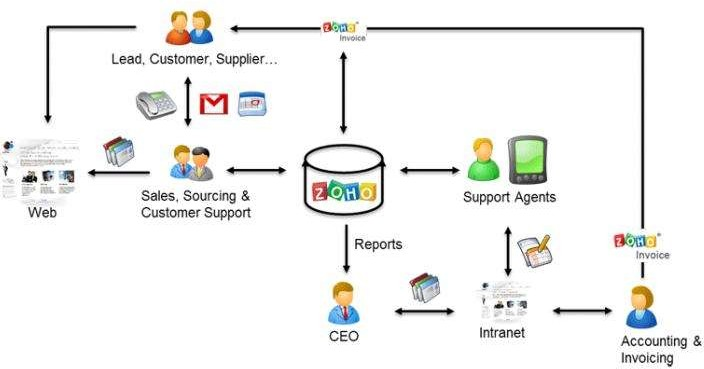 ZOHO
Invoice
Lead, Customer, Supplier…
Web
Sales, Sourcing &
Customer Support
ZOHO
Support Agents
Reports
ZOHO
Invoice
CEO
Intranet
Accounting &
Invoicing